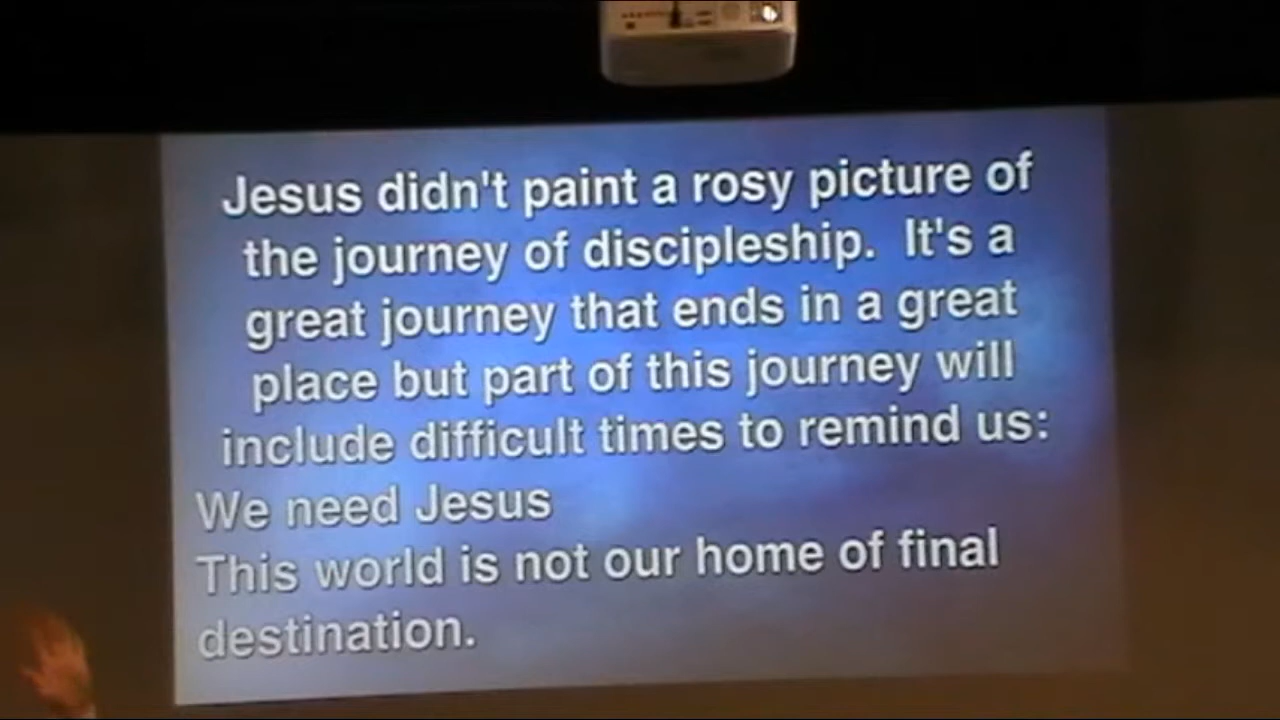 Jesus didn't paint a rosy picture of
the journey of discipleship. It's a
great journey that ends in a great
place but part of this journey will
include difficult times to remind us:
We need Jesus
This world is not our home of final
destination.